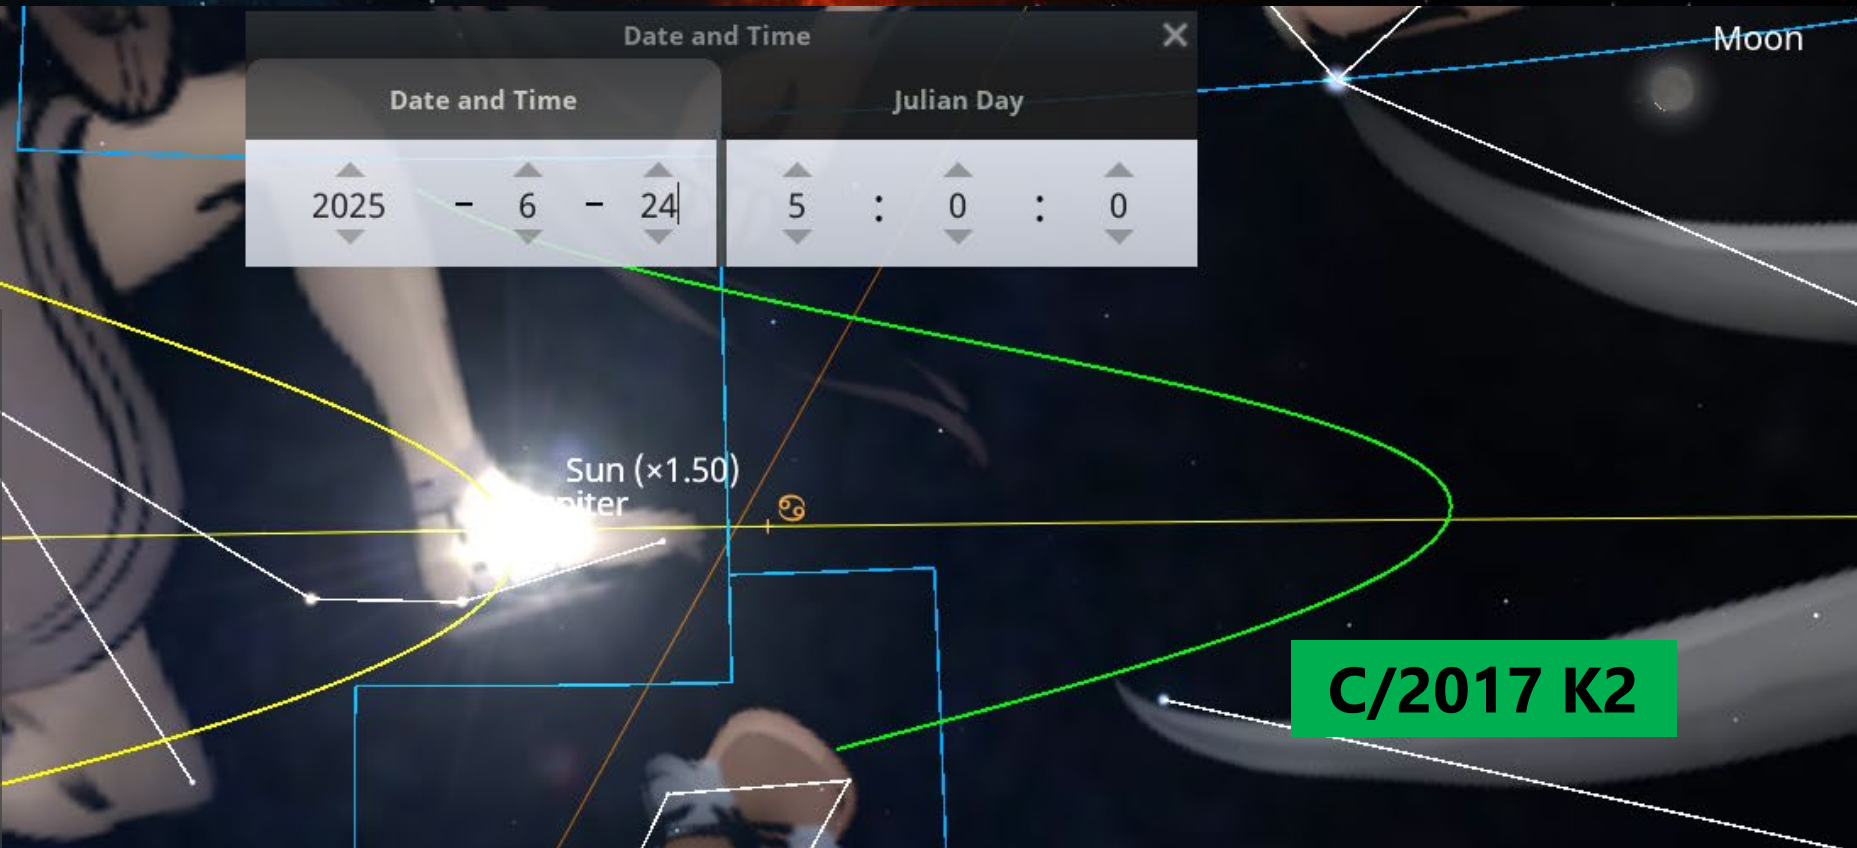 Date and Time
Moon
Date and Time
Julian Day
2025 - 6 - 24
5 : 0 : 0
Sun (×1.50)
piter
♋
C/2017 K2